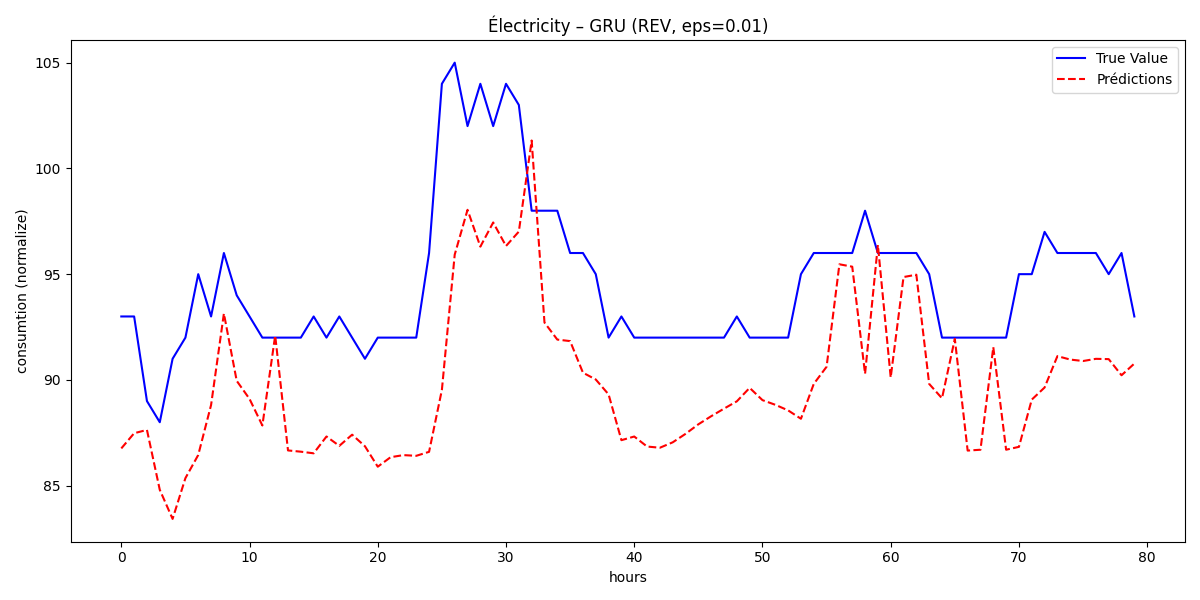 Électricity – GRU (REV, eps=0.01)
True Value
Prédictions
consumtion (normalize)
105
100
95
90
85
0 10 20 30 40 50 60 70 80
hours